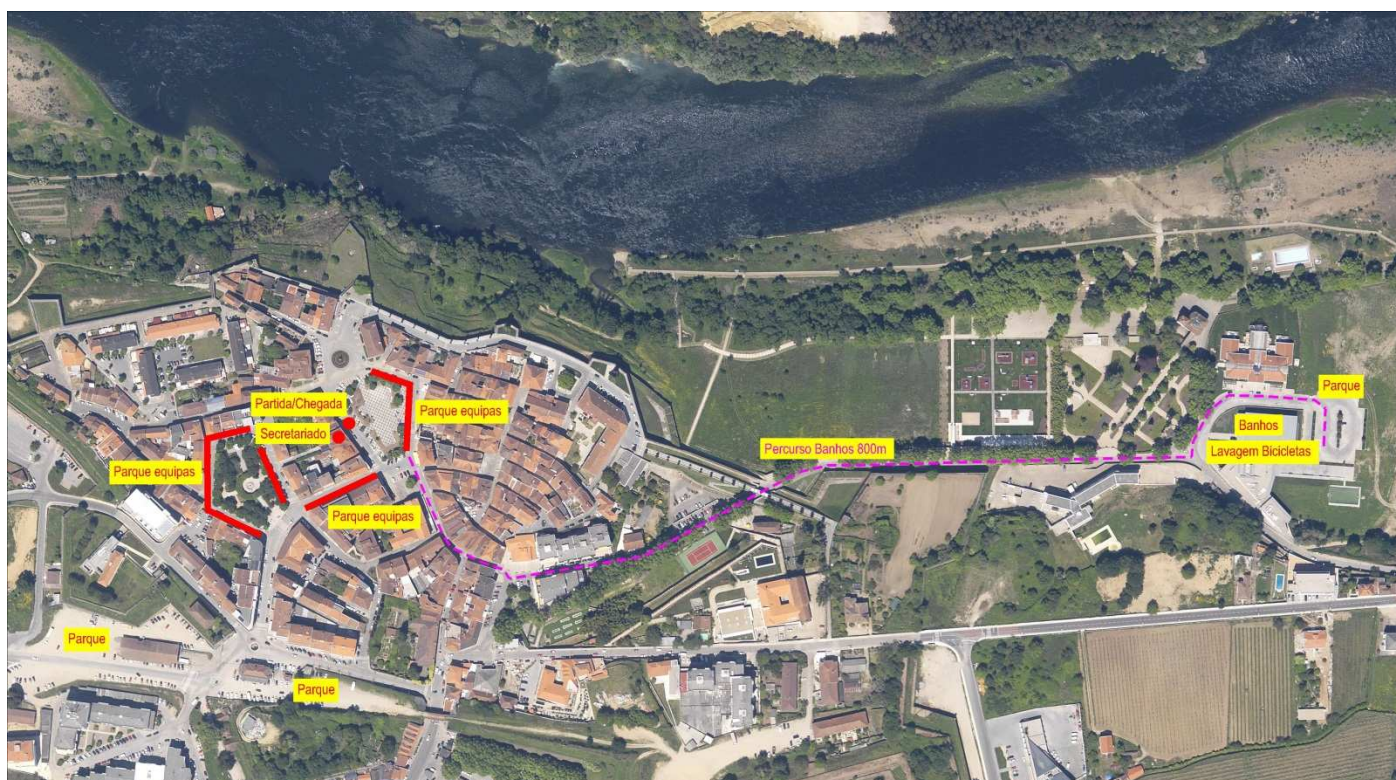 Parque
Partida/Chegada
Parque equipas
Secretariado
Banhos
Percurso Banhos 800m
Lavagem Bicicletas
Parque equipas
Parque equipas
Parque
Parque